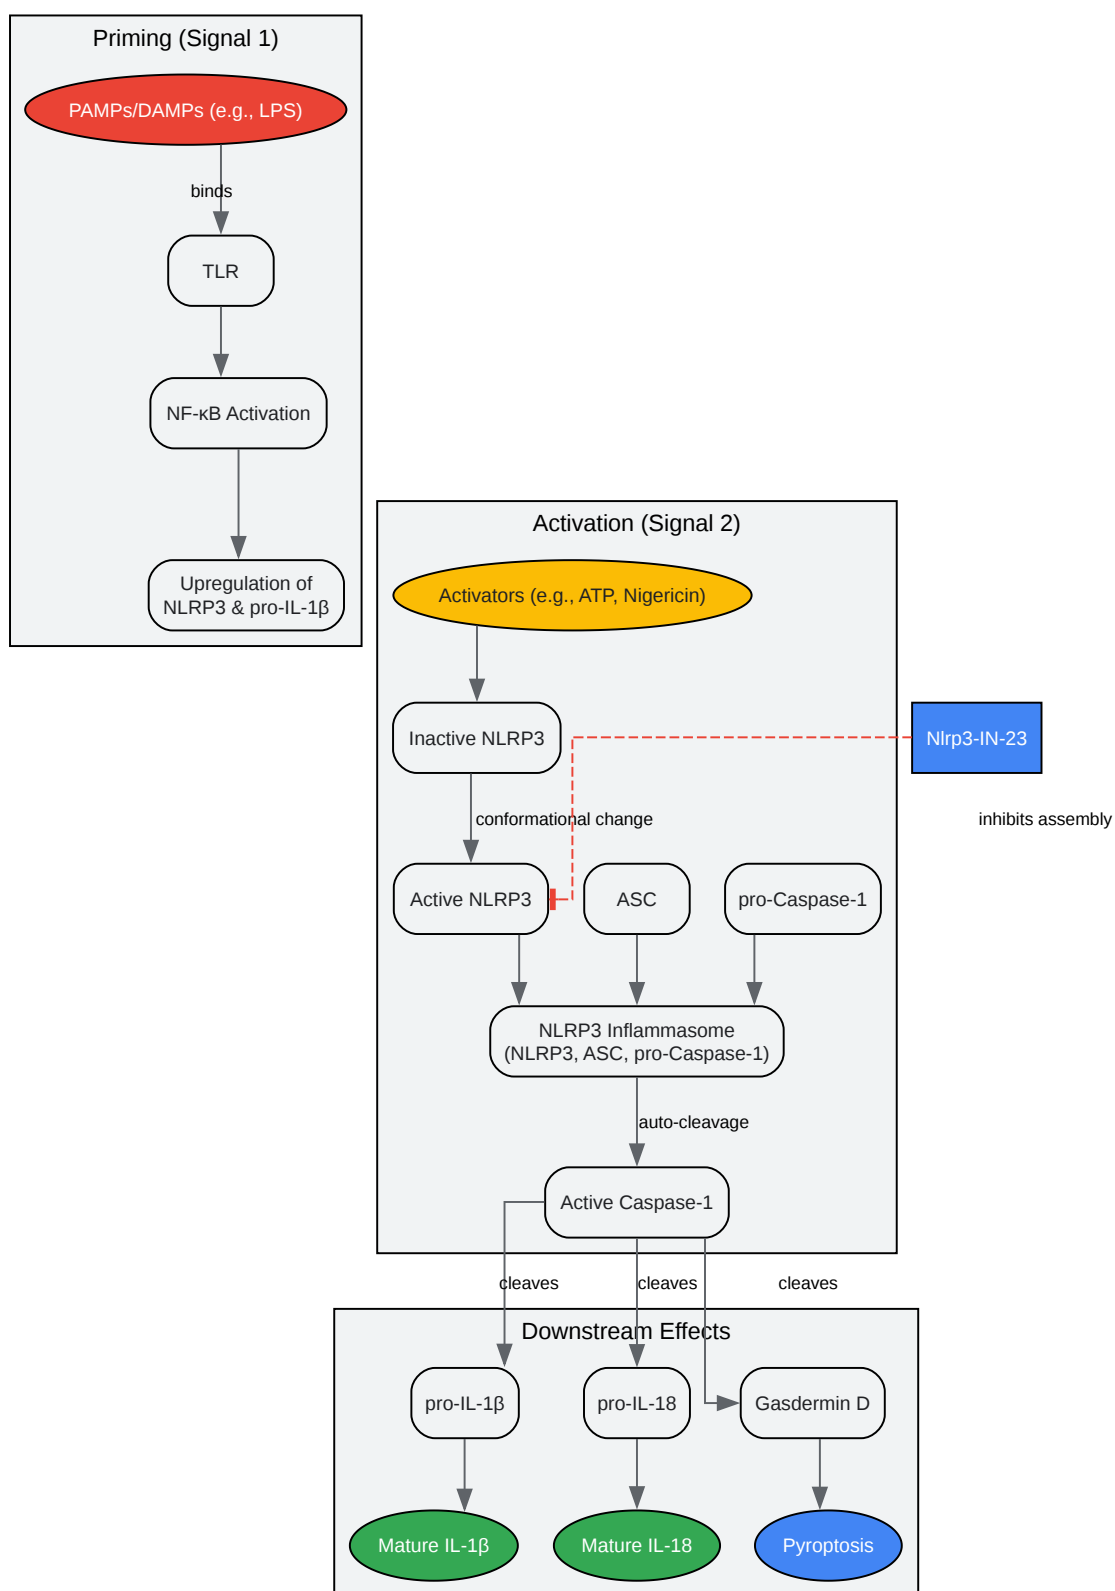 Priming (Signal 1)
PAMPs/DAMPs (e.g., LPS)
binds
TLR
NF-κB Activation
Upregulation of
NLRP3 & pro-IL-1β
Activation (Signal 2)
Activators (e.g., ATP, Nigericin)
Inactive NLRP3
Nlrp3-IN-23
conformational change
inhibits assembly
Active NLRP3
ASC
pro-Caspase-1
NLRP3 Inflammasome
(NLRP3, ASC, pro-Caspase-1)
auto-cleavage
Active Caspase-1
cleaves
cleaves
cleaves
Downstream Effects
pro-IL-1β
pro-IL-18
Gasdermin D
Mature IL-1β
Mature IL-18
Pyroptosis